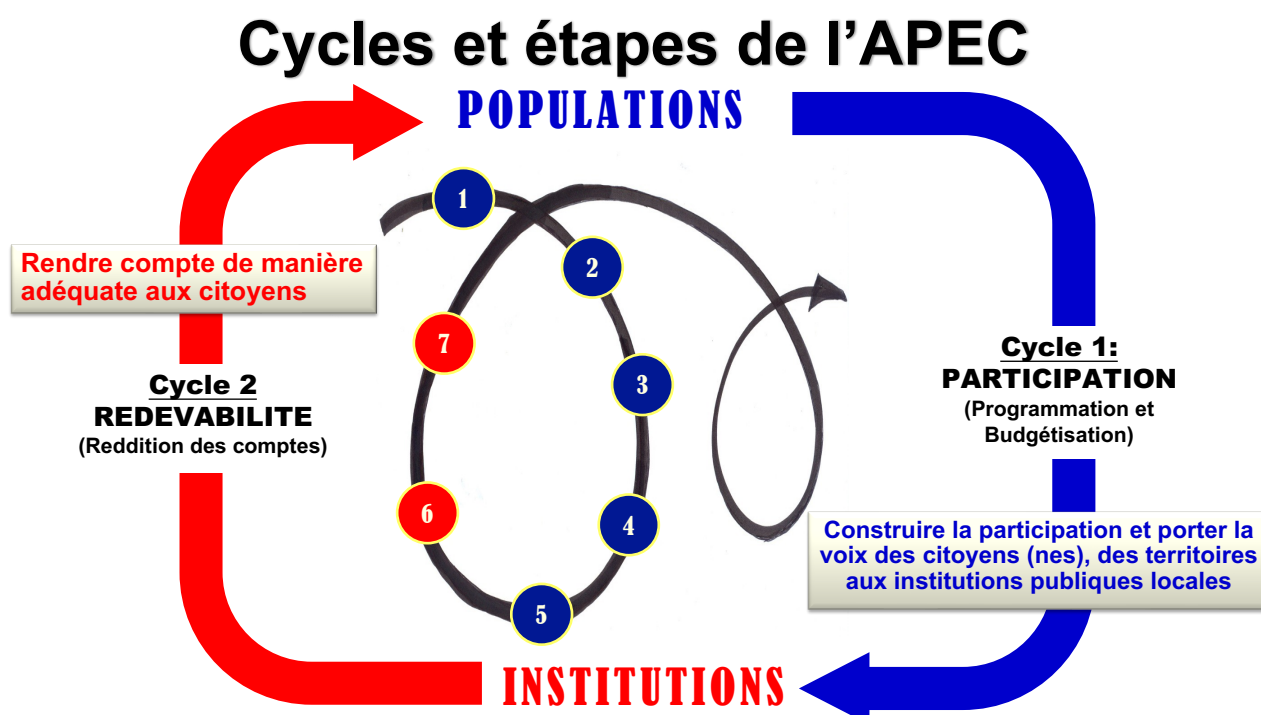 Cycles et étapes de l’APEC
POPULATIONS
1
2
3
4
5
6
7
Rendre compte de manière
adéquate aux citoyens
Cycle 2
REDEVABILITE
(Reddition des comptes)
Cycle 1:
PARTICIPATION
(Programmation et
Budgétisation)
Construire la participation et porter la
voix des citoyens (nes), des territoires
aux institutions publiques locales
INSTITUTIONS